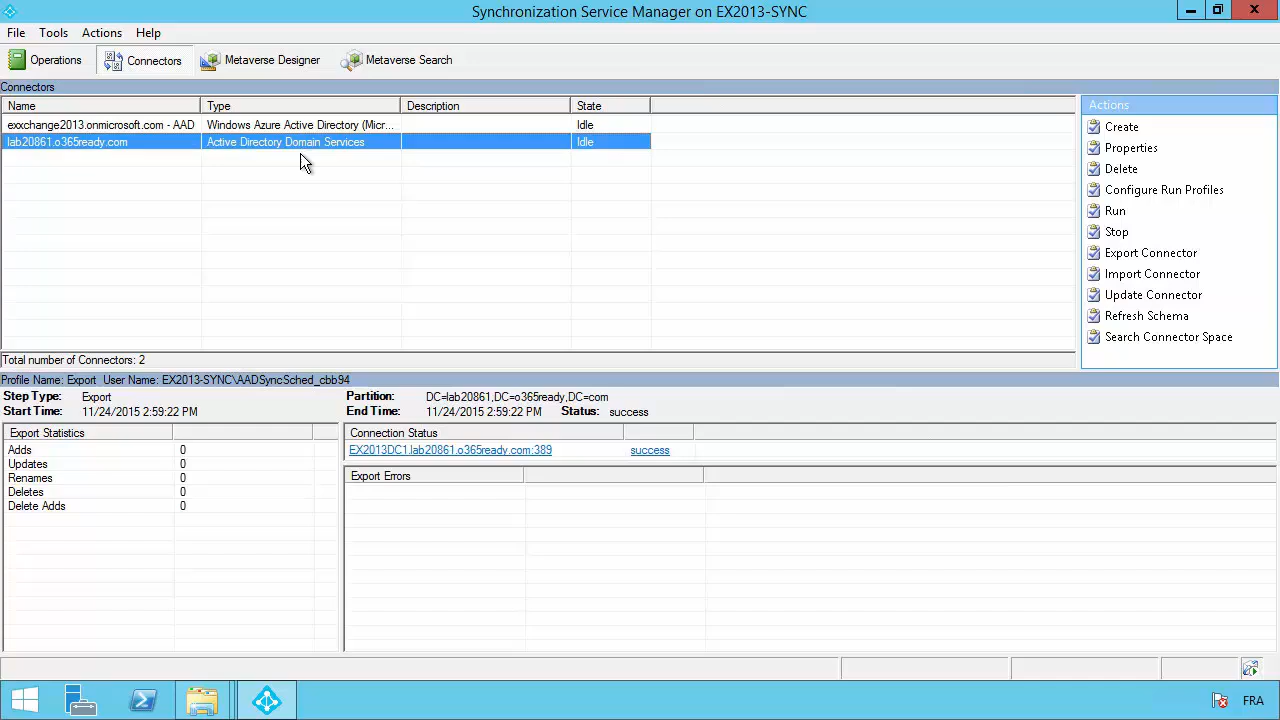 Synchronization Service Manager on EX2013-SYNC
File Tools Actions Help
Operations Connectors Metaverse Designer Metaverse Search
Connectors
Name Type Description State
exxchange2013.onmicrosoft.com - AAD Windows Azure Active Directory (Micr... Idle
lab20861.o365ready.com Active Directory Domain Services Idle
Total number of Connectors: 2
Actions
Create
Properties
Delete
Configure Run Profiles
Run
Stop
Export Connector
Import Connector
Update Connector
Refresh Schema
Search Connector Space
Profile Name: Export User Name: EX2013-SYNC\AADSyncSched_cbb94
Step Type: Export
Start Time: 11/24/2015 2:59:22 PM
Partition: DC=lab20861,DC=o365ready,DC=com
End Time: 11/24/2015 2:59:22 PM Status: success
Export Statistics
Adds 0
Updates 0
Renames 0
Deletes 0
Delete Adds 0
Connection Status
EX2013DC1.lab20861.o365ready.com:389 success
Export Errors
FRA